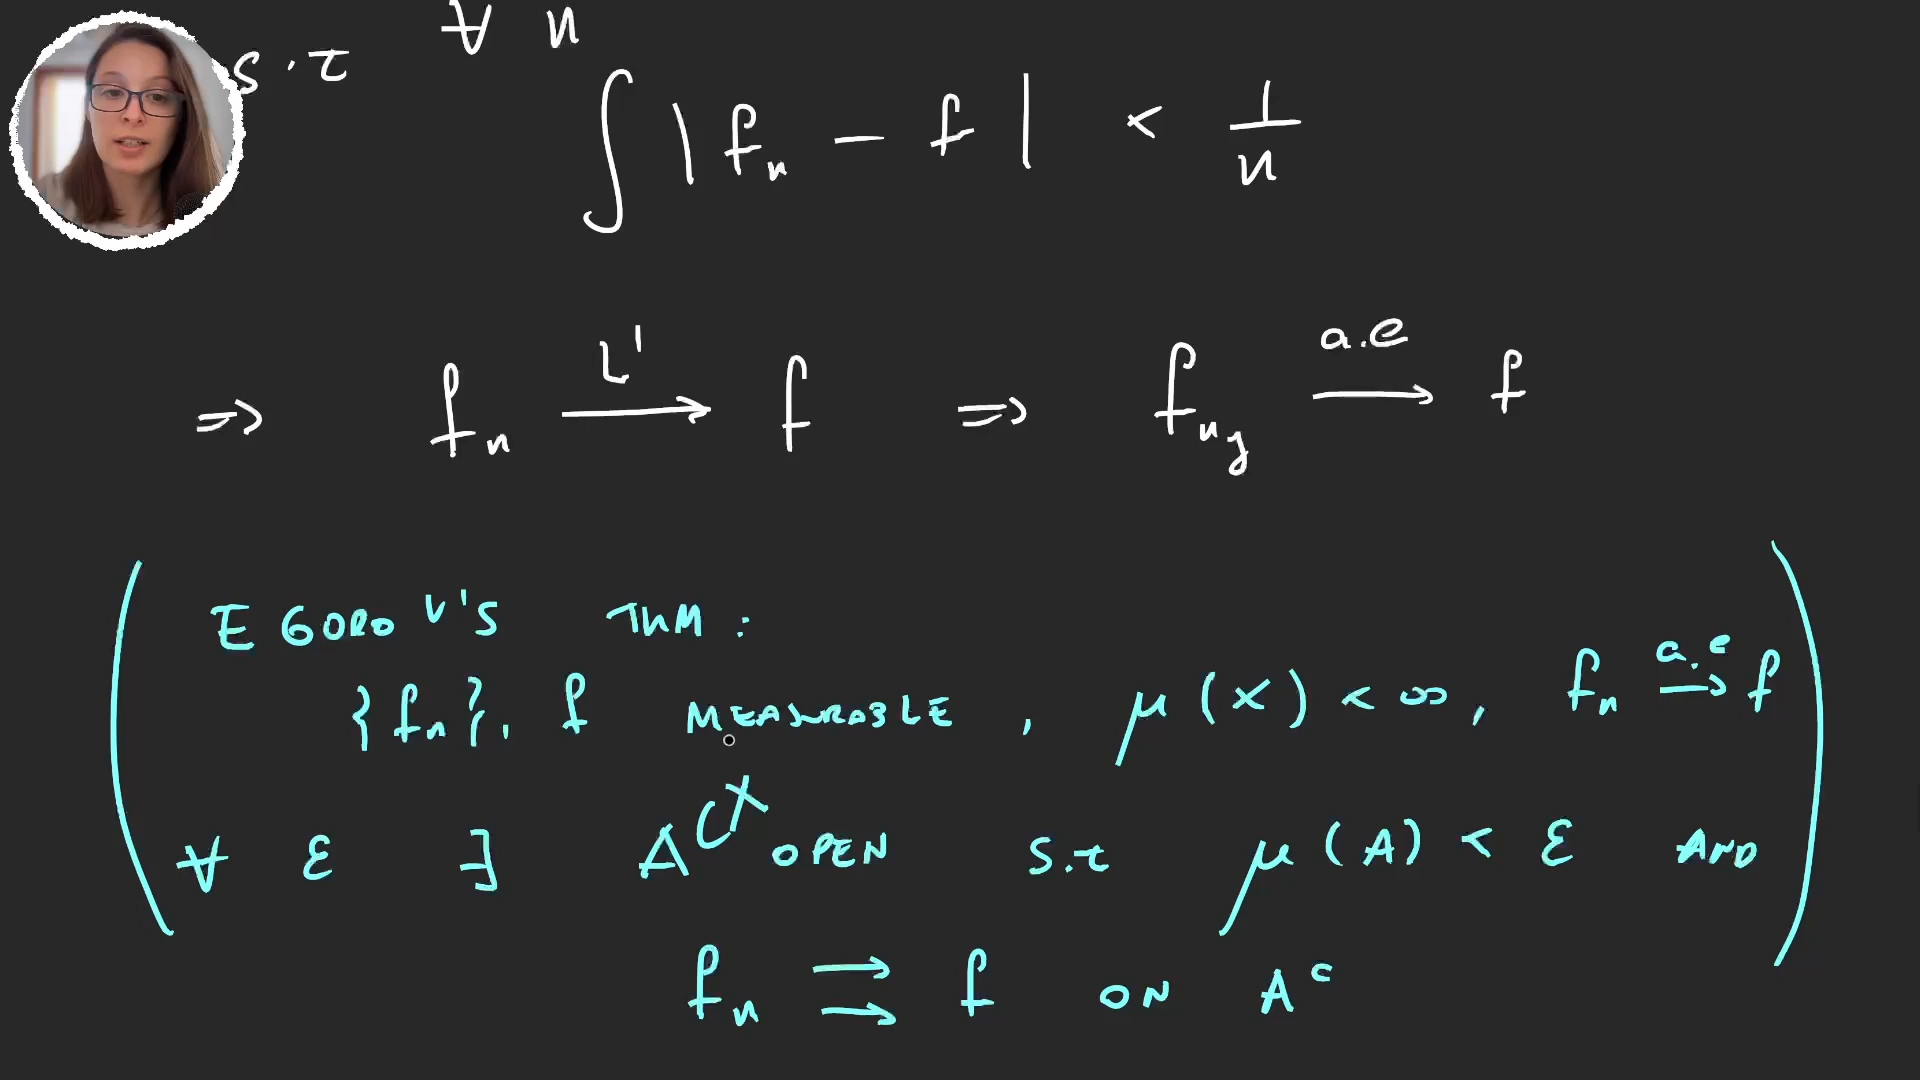 s.t ∀ n
∫ | fₙ − f | < 1/n
⇒ fₙ —L¹→ f ⇒ fₙⱼ —a.e→ f
EGOROV'S THM:
{fₙ}, f MEASURABLE, μ(X) < ∞, fₙ —a.e→ f
∀ ε ∃ A⊂X OPEN s.t μ(A) < ε AND
fₙ ⇉ f ON Aᶜ